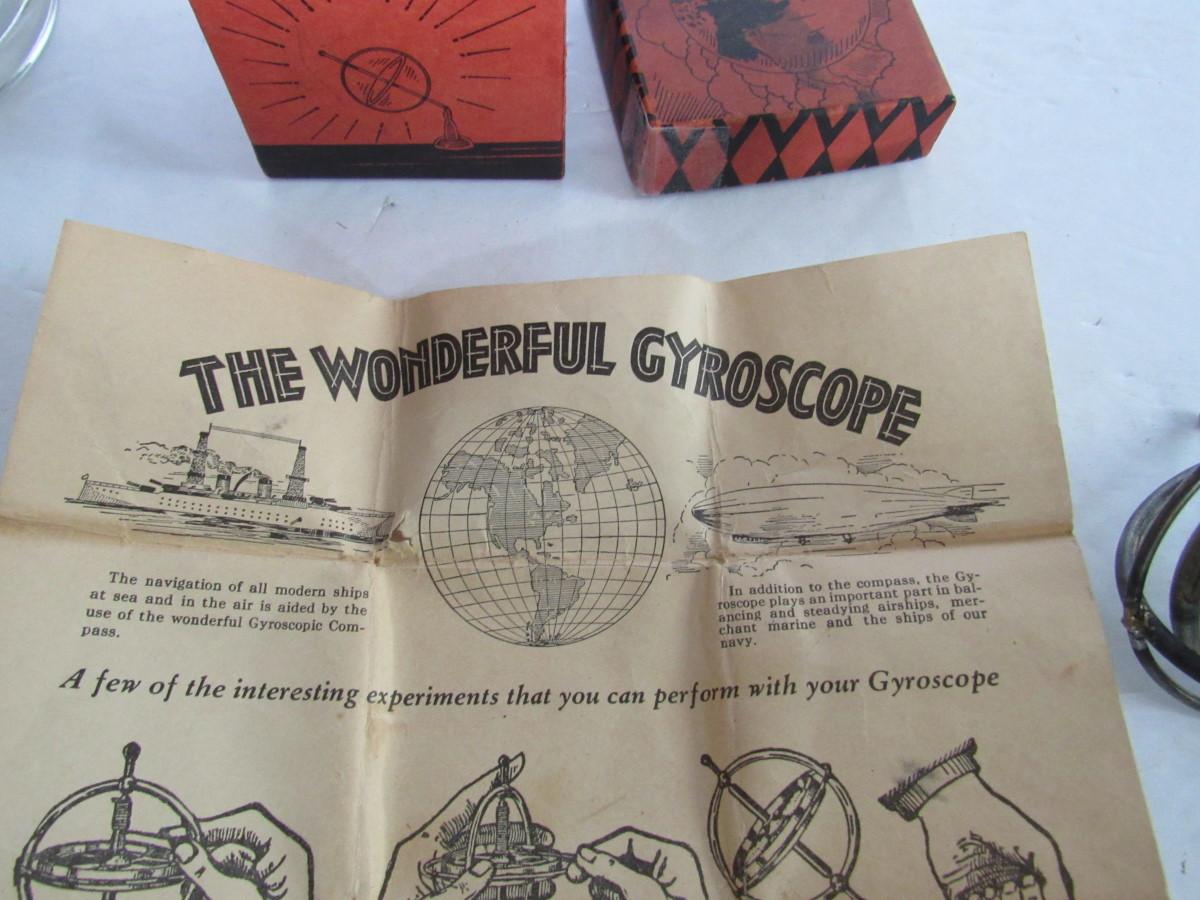 THE WONDERFUL GYROSCOPE
The navigation of all modern ships
at sea and in the air is aided by the
use of the wonderful Gyroscopic Com-
pass.
In addition to the compass, the Gy-
roscope plays an important part in bal-
ancing and steadying airships, mer-
chant marine and the ships of our
navy.
A few of the interesting experiments that you can perform with your Gyroscope